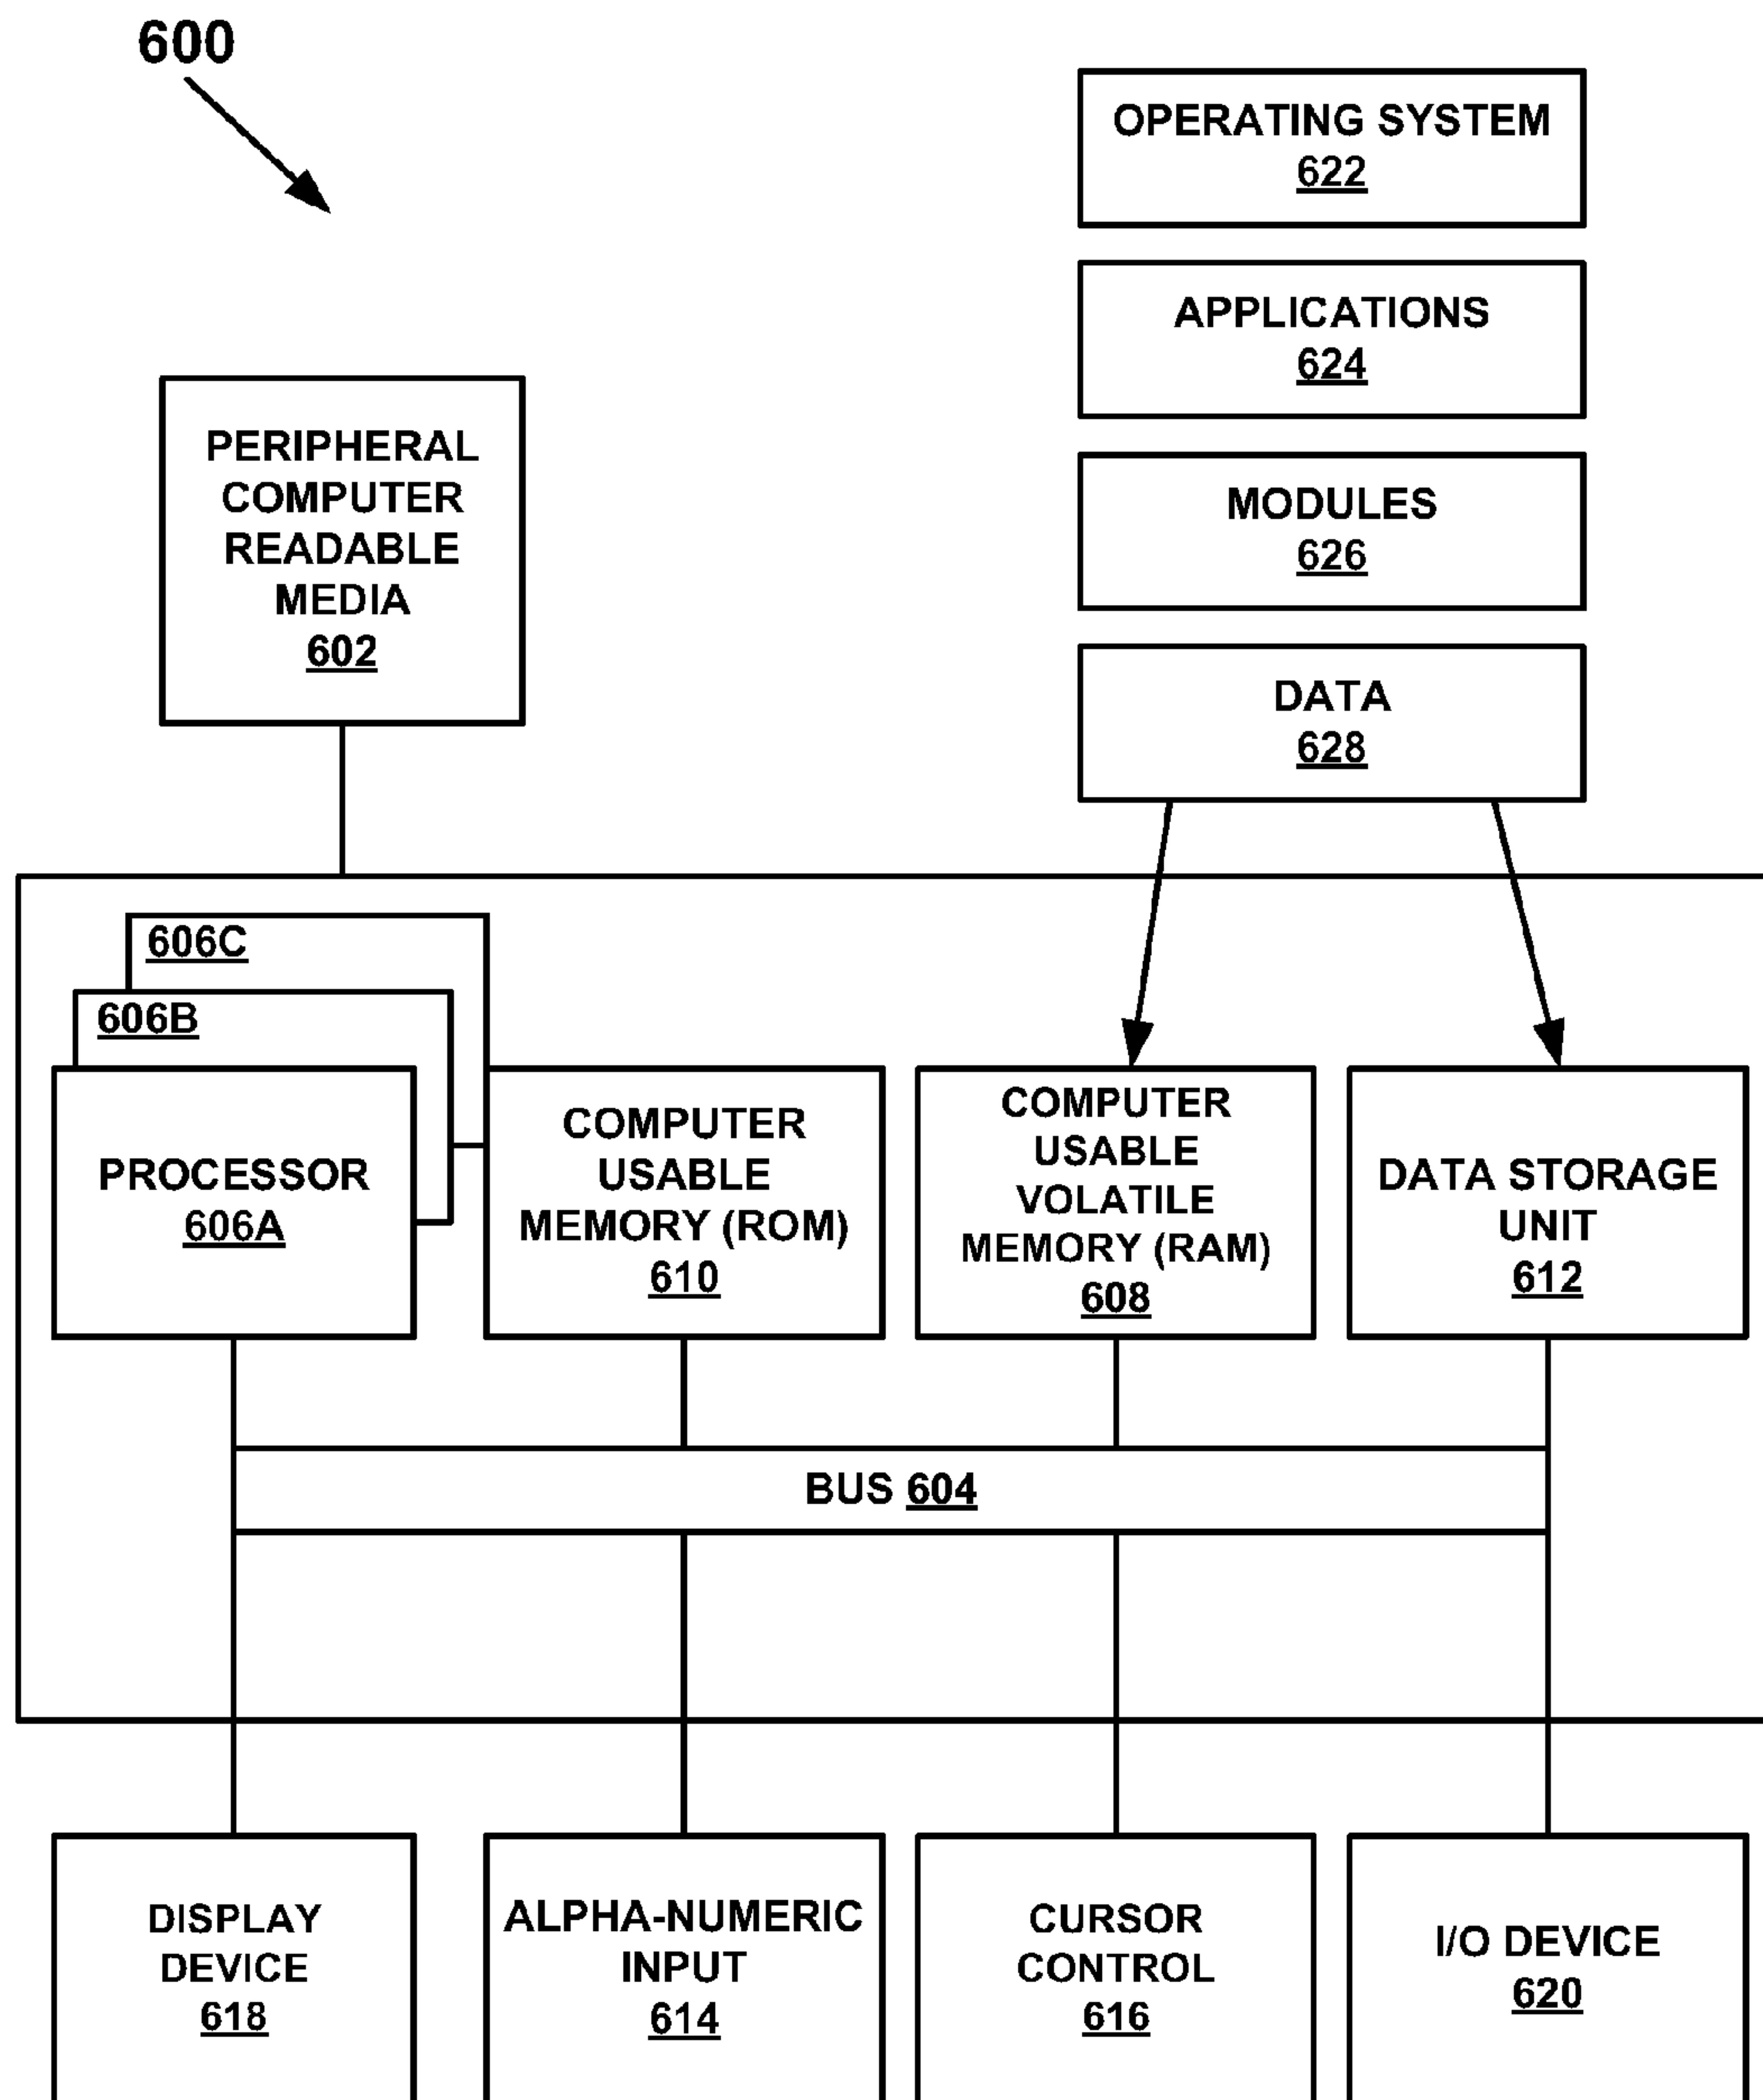 600
OPERATING SYSTEM
622
APPLICATIONS
624
MODULES
626
DATA
628
PERIPHERAL
COMPUTER
READABLE
MEDIA
602
606C
606B
PROCESSOR
606A
COMPUTER
USABLE
MEMORY (ROM)
610
COMPUTER
USABLE
VOLATILE
MEMORY (RAM)
608
DATA STORAGE
UNIT
612
BUS 604
DISPLAY
DEVICE
618
ALPHA-NUMERIC
INPUT
614
CURSOR
CONTROL
616
I/O DEVICE
620